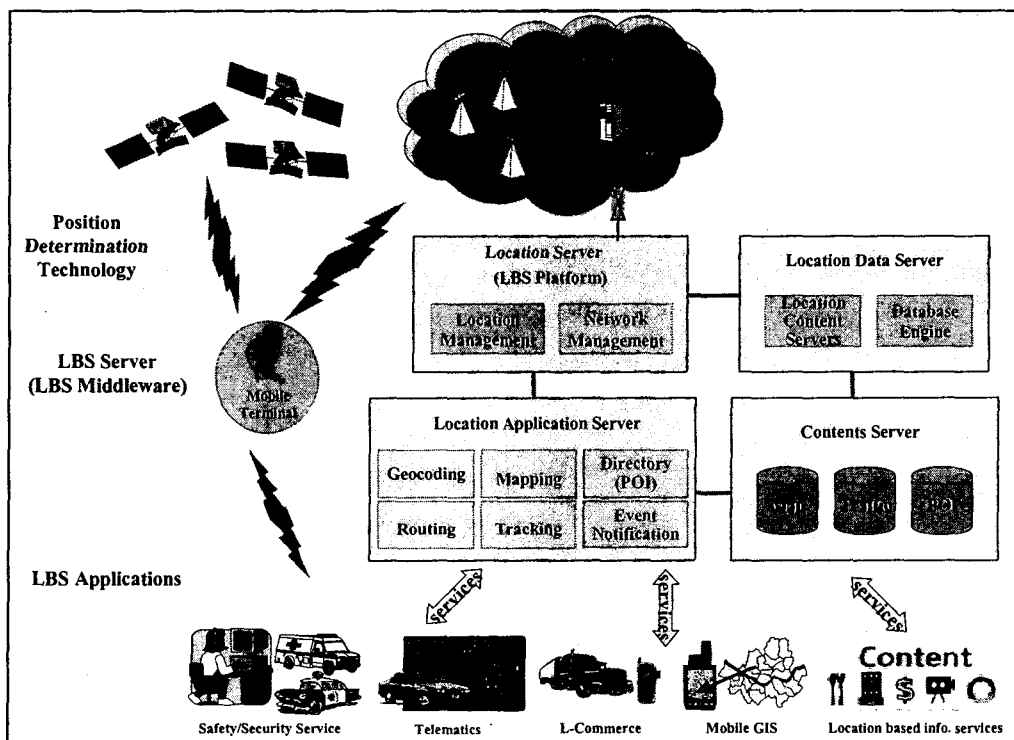 Position
Determination
Technology
LBS Server
(LBS Middleware)
LBS Applications
Mobile
Terminal
Location Server
(LBS Platform)
Location
Management
Network
Management
Location Data Server
Location
Content
Servers
Database
Engine
Location Application Server
Geocoding
Mapping
Directory
(POI)
Routing
Tracking
Event
Notification
Contents Server
services
services
services
Content
$
Safety/Security Service
Telematics
L-Commerce
Mobile GIS
Location based info. services